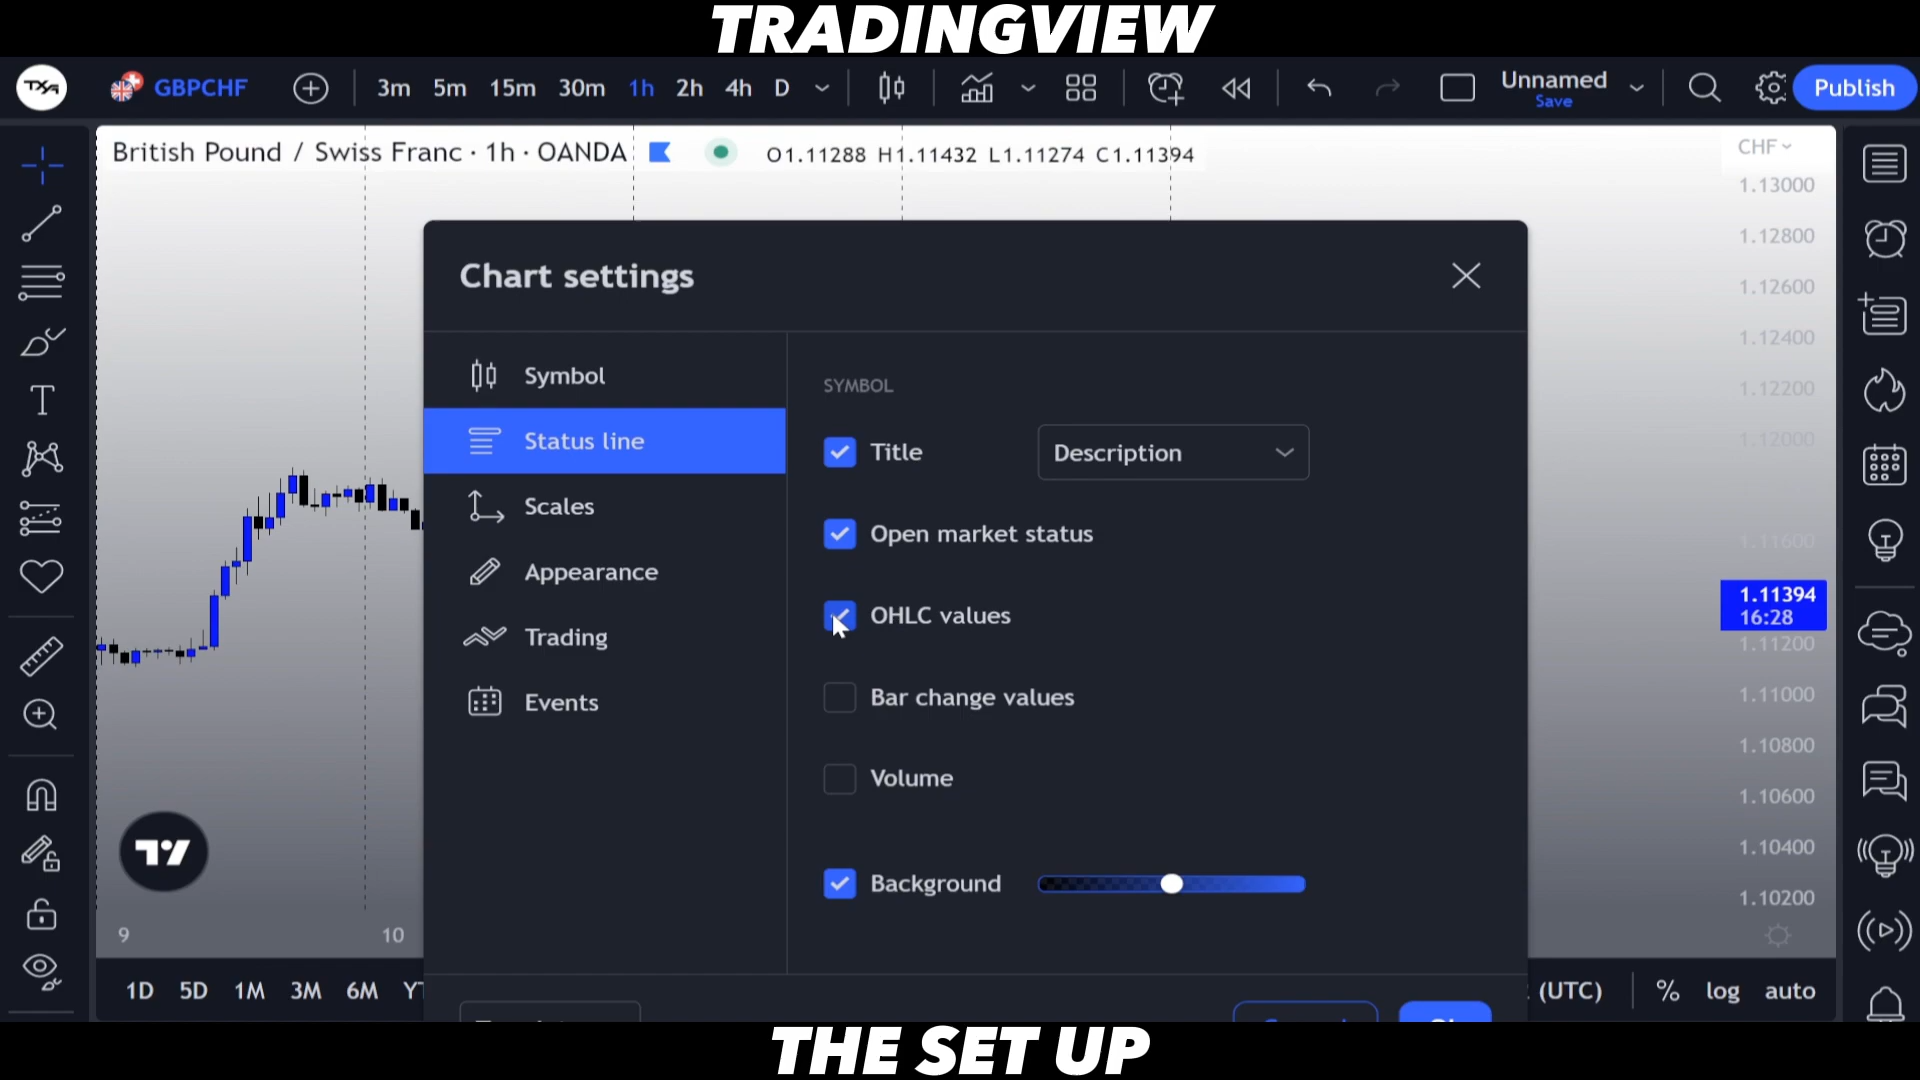 TRADINGVIEW
GBPCHF 3m 5m 15m 30m 1h 2h 4h D Unnamed Save Publish
British Pound / Swiss Franc · 1h · OANDA O1.11288 H1.11432 L1.11274 C1.11394
CHF
1.13000
1.12800
1.12600
1.12400
1.12200
1.12000
1.11600
1.11394
16:28
1.11200
1.11000
1.10800
1.10600
1.10400
1.10200
Chart settings
Symbol
Status line
Scales
Appearance
Trading
Events
SYMBOL
Title Description
Open market status
OHLC values
Bar change values
Volume
Background
9 10
1D 5D 1M 3M 6M (UTC) % log auto
THE SET UP